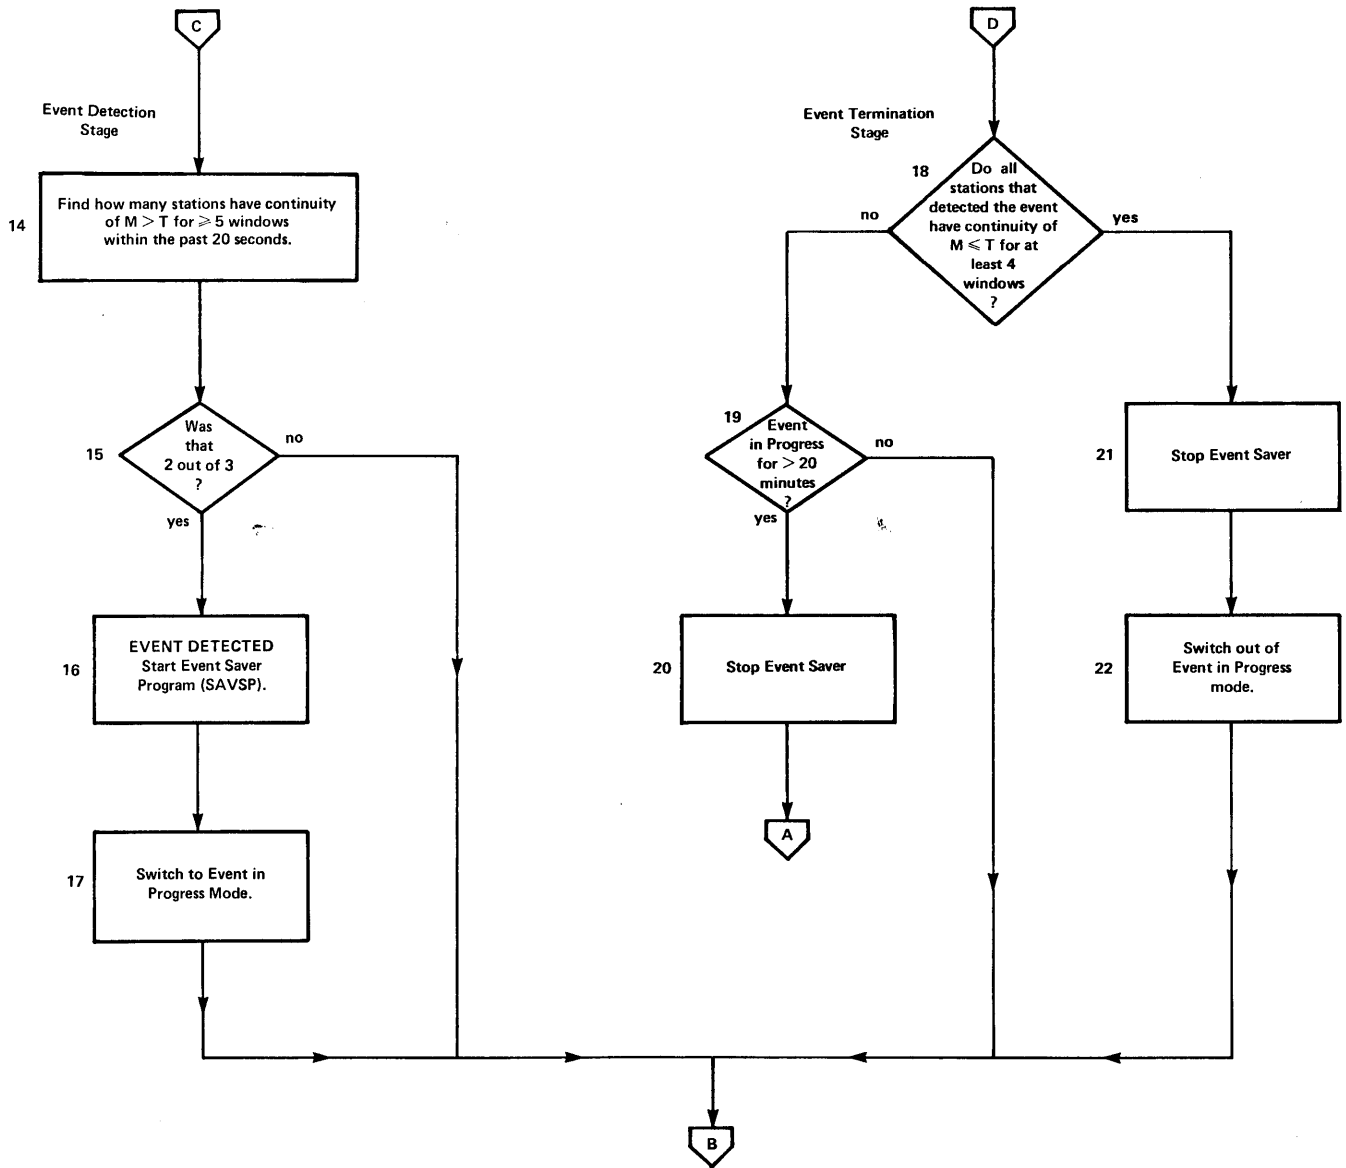 C
Event Detection
Stage
14
Find how many stations have continuity
of M > T for ⩾ 5 windows
within the past 20 seconds.
15
Was
that
2 out of 3
?
no
yes
16
EVENT DETECTED
Start Event Saver
Program (SAVSP).
17
Switch to Event in
Progress Mode.
D
Event Termination
Stage
18
Do all
stations that
detected the event
have continuity of
M ⩽ T for at
least 4
windows
?
no
yes
19
Event
in Progress
for > 20
minutes
?
no
yes
20
Stop Event Saver
A
21
Stop Event Saver
22
Switch out of
Event in Progress
mode.
B